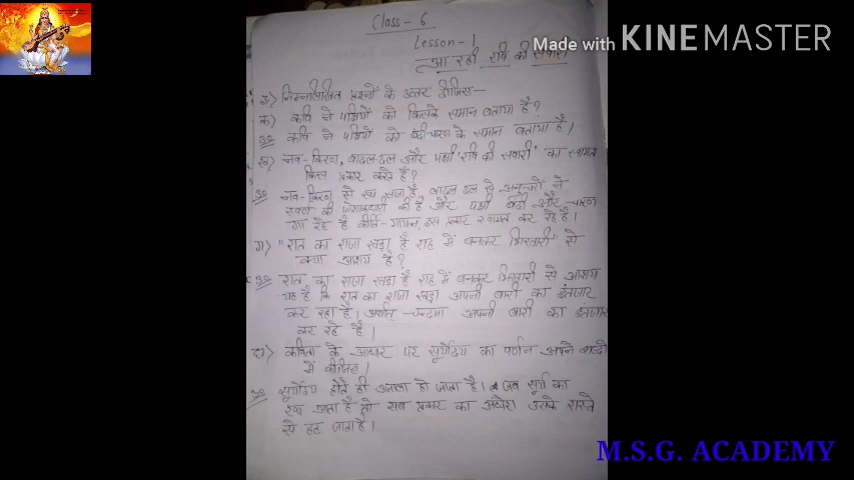 Class - 6
Lesson - 1
Made with KINEMASTER
आ रही रवि की सवारी
निम्नलिखित प्रश्नों के उत्तर दीजिए-
क) कवि ने पक्षियों को किसके समान बताया है?
उ० कवि ने पक्षियों को बंदी-चारण के समान बताया है।
ख) नव-किरण, बादल-दल और पक्षी 'रवि की सवारी' का स्वागत
किस प्रकार करते है?
उ० नव-किरण से रथ सजा है, बादल दल से अनुचरों ने
स्वर्ण की की है और पक्षी बंदी और चारण
गा रहे है कीर्ति-गायन, इस प्रकार स्वागत कर रहे है।
ग) "रात का राजा खड़ा है राह में बनकर भिखारी" से
क्या आशय है?
उ० रात का राजा खड़ा है राह में बनकर भिखारी से आशय
यह है कि रात का राजा खड़ा अपनी बारी का इंतजार
कर रहा है। अर्थात् - चन्द्रमा अपनी बारी का इंतजार
कर रहे है।
घ) कविता के आधार पर सूर्योदय का वर्णन अपने शब्दों
में कीजिए।
उ० सूर्योदय होते ही उजाला हो जाता है। जब सूर्य का
रथ आता है तो सब प्रकार का अंधेरा उसके रास्ते
से हट जाता है।
M.S.G. ACADEMY